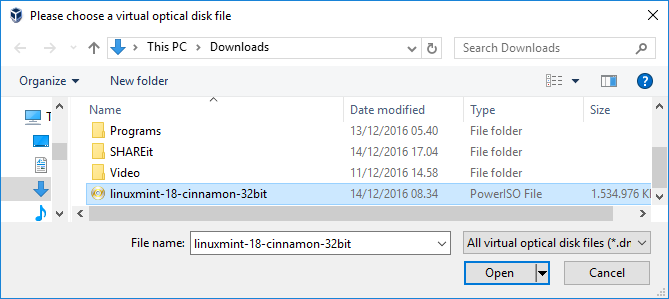 Please choose a virtual optical disk file
This PC > Downloads
Search Downloads
Organize
New folder
Name Date modified Type Size
Programs 13/12/2016 05.40 File folder
SHAREit 14/12/2016 17.04 File folder
Video 11/12/2016 14.58 File folder
linuxmint-18-cinnamon-32bit 14/12/2016 08.34 PowerISO File 1.534.976
File name: linuxmint-18-cinnamon-32bit
All virtual optical disk files (*.dm
Open
Cancel